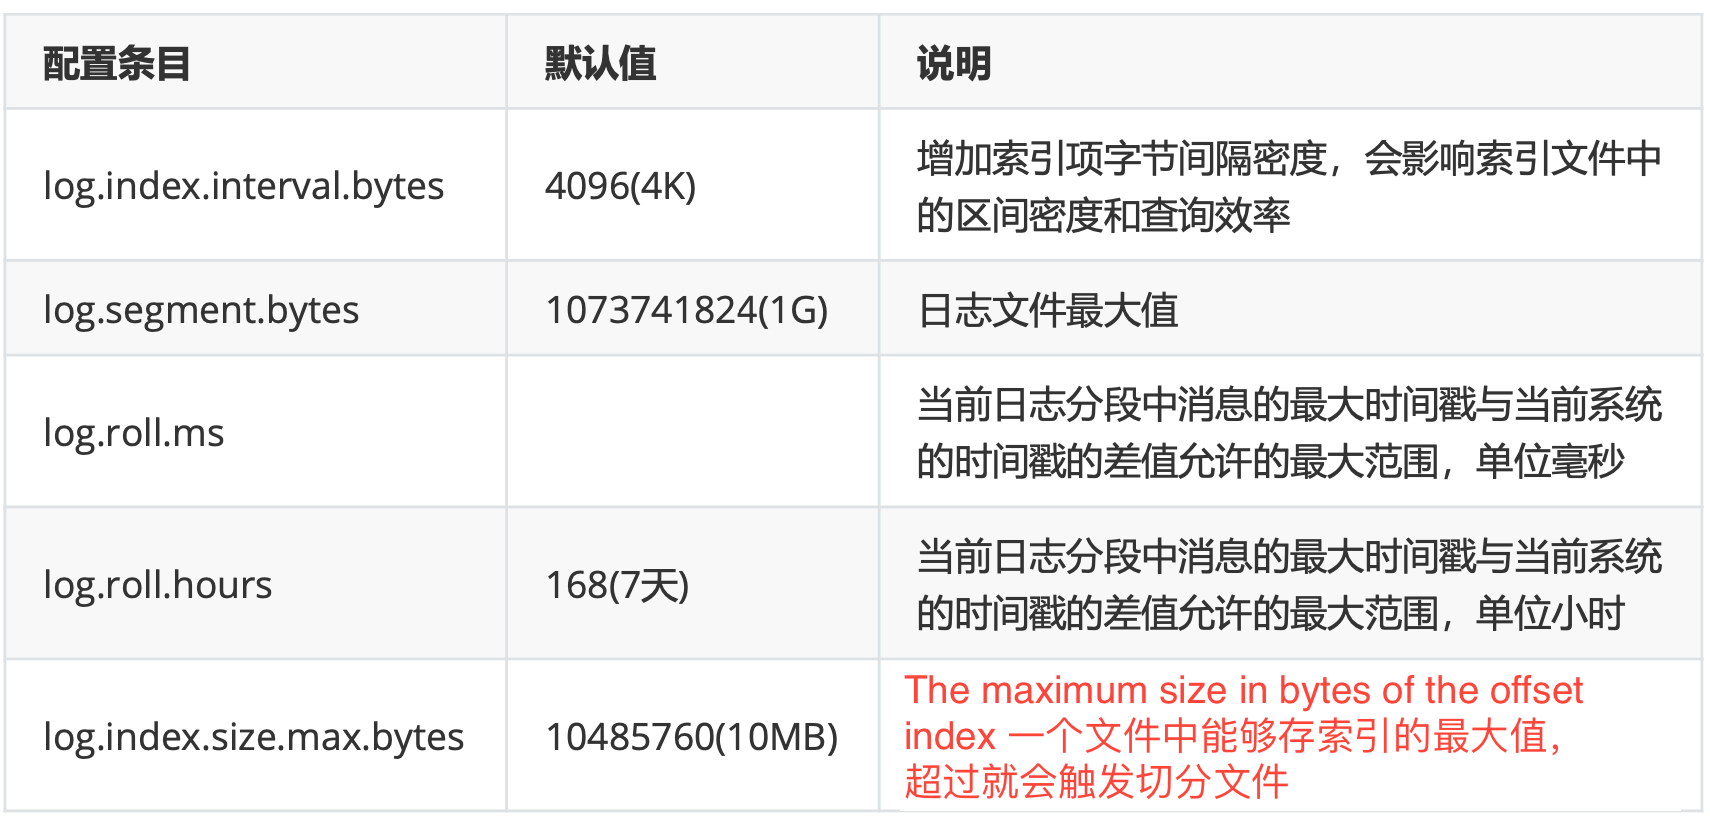 配置条目 默认值 说明
log.index.interval.bytes 4096(4K) 增加索引项字节间隔密度，会影响索引文件中
的区间密度和查询效率
log.segment.bytes 1073741824(1G) 日志文件最大值
log.roll.ms 当前日志分段中消息的最大时间戳与当前系统
的时间戳的差值允许的最大范围，单位毫秒
log.roll.hours 168(7天) 当前日志分段中消息的最大时间戳与当前系统
的时间戳的差值允许的最大范围，单位小时
log.index.size.max.bytes 10485760(10MB) The maximum size in bytes of the offset
index 一个文件中能够存索引的最大值，
超过就会触发切分文件